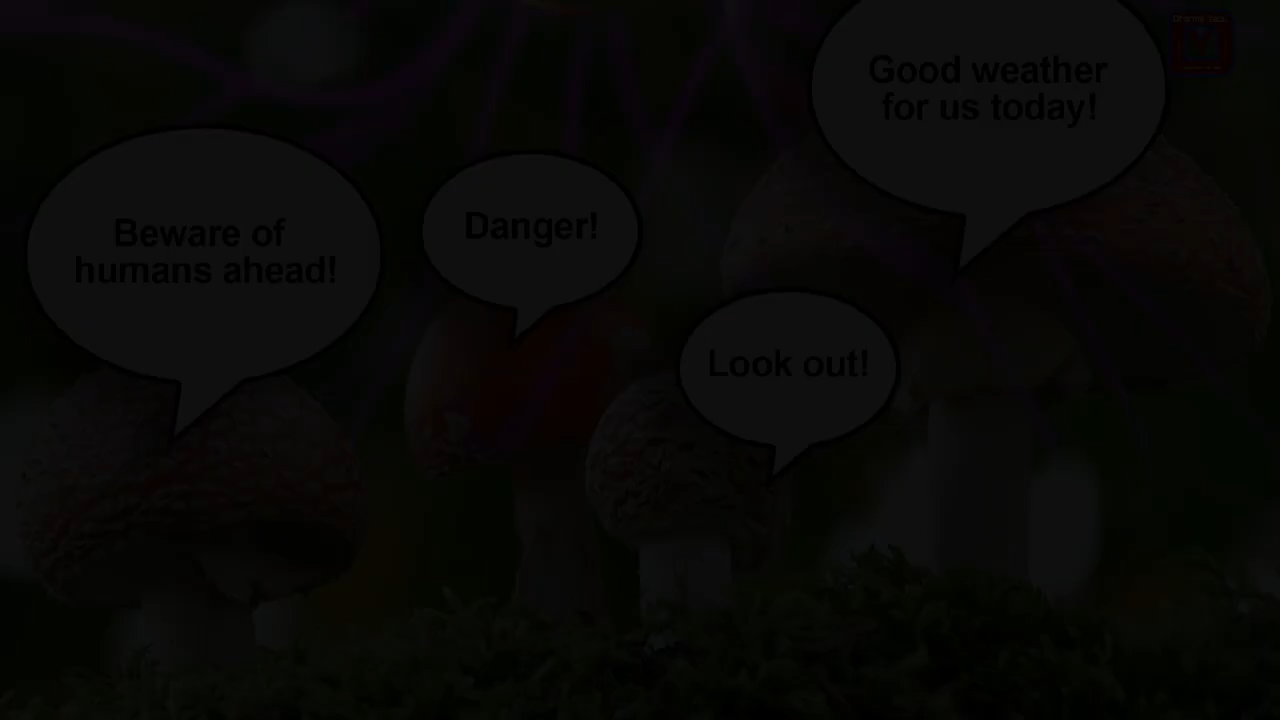 Good weather
for us today!
Beware of
humans ahead!
Danger!
Look out!